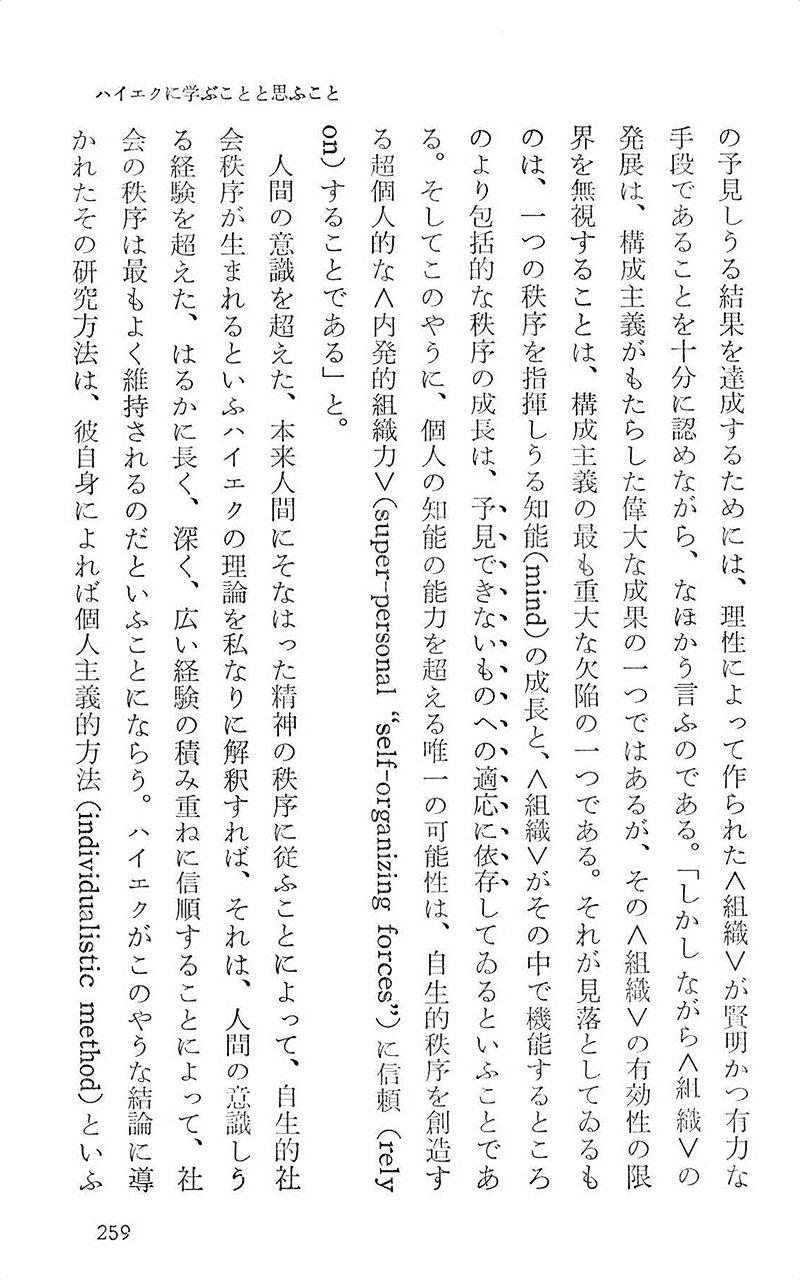 ハイエクに学ぶことと思ふこと
の予見しうる結果を達成するためには、理性によって作られた＜組織＞が賢明かつ有力な
手段であることを十分に認めながら、なほかう言ふのである。「しかしながら＜組織＞の
発展は、構成主義がもたらした偉大な成果の一つではあるが、その＜組織＞の有効性の限
界を無視することは、構成主義の最も重大な欠陥の一つである。それが見落としてゐるも
のは、一つの秩序を指揮しうる知能(mind)の成長と、＜組織＞がその中で機能するところ
のより包括的な秩序の成長は、予見できないものへの適応に依存してゐるといふことであ
る。そしてこのやうに、個人の知能の能力を超える唯一の可能性は、自生的秩序を創造す
る超個人的な＜内発的組織力＞(super-personal “self-organizing forces”)に信頼(rely
on)することである」と。
人間の意識を超えた、本来人間にそなはった精神の秩序に従ふことによって、自生的社
会秩序が生まれるといふハイエクの理論を私なりに解釈すれば、それは、人間の意識しう
る経験を超えた、はるかに長く、深く、広い経験の積み重ねに信順することによって、社
会の秩序は最もよく維持されるのだといふことにならう。ハイエクがこのやうな結論に導
かれたその研究方法は、彼自身によれば個人主義的方法(individualistic method)といふ
259